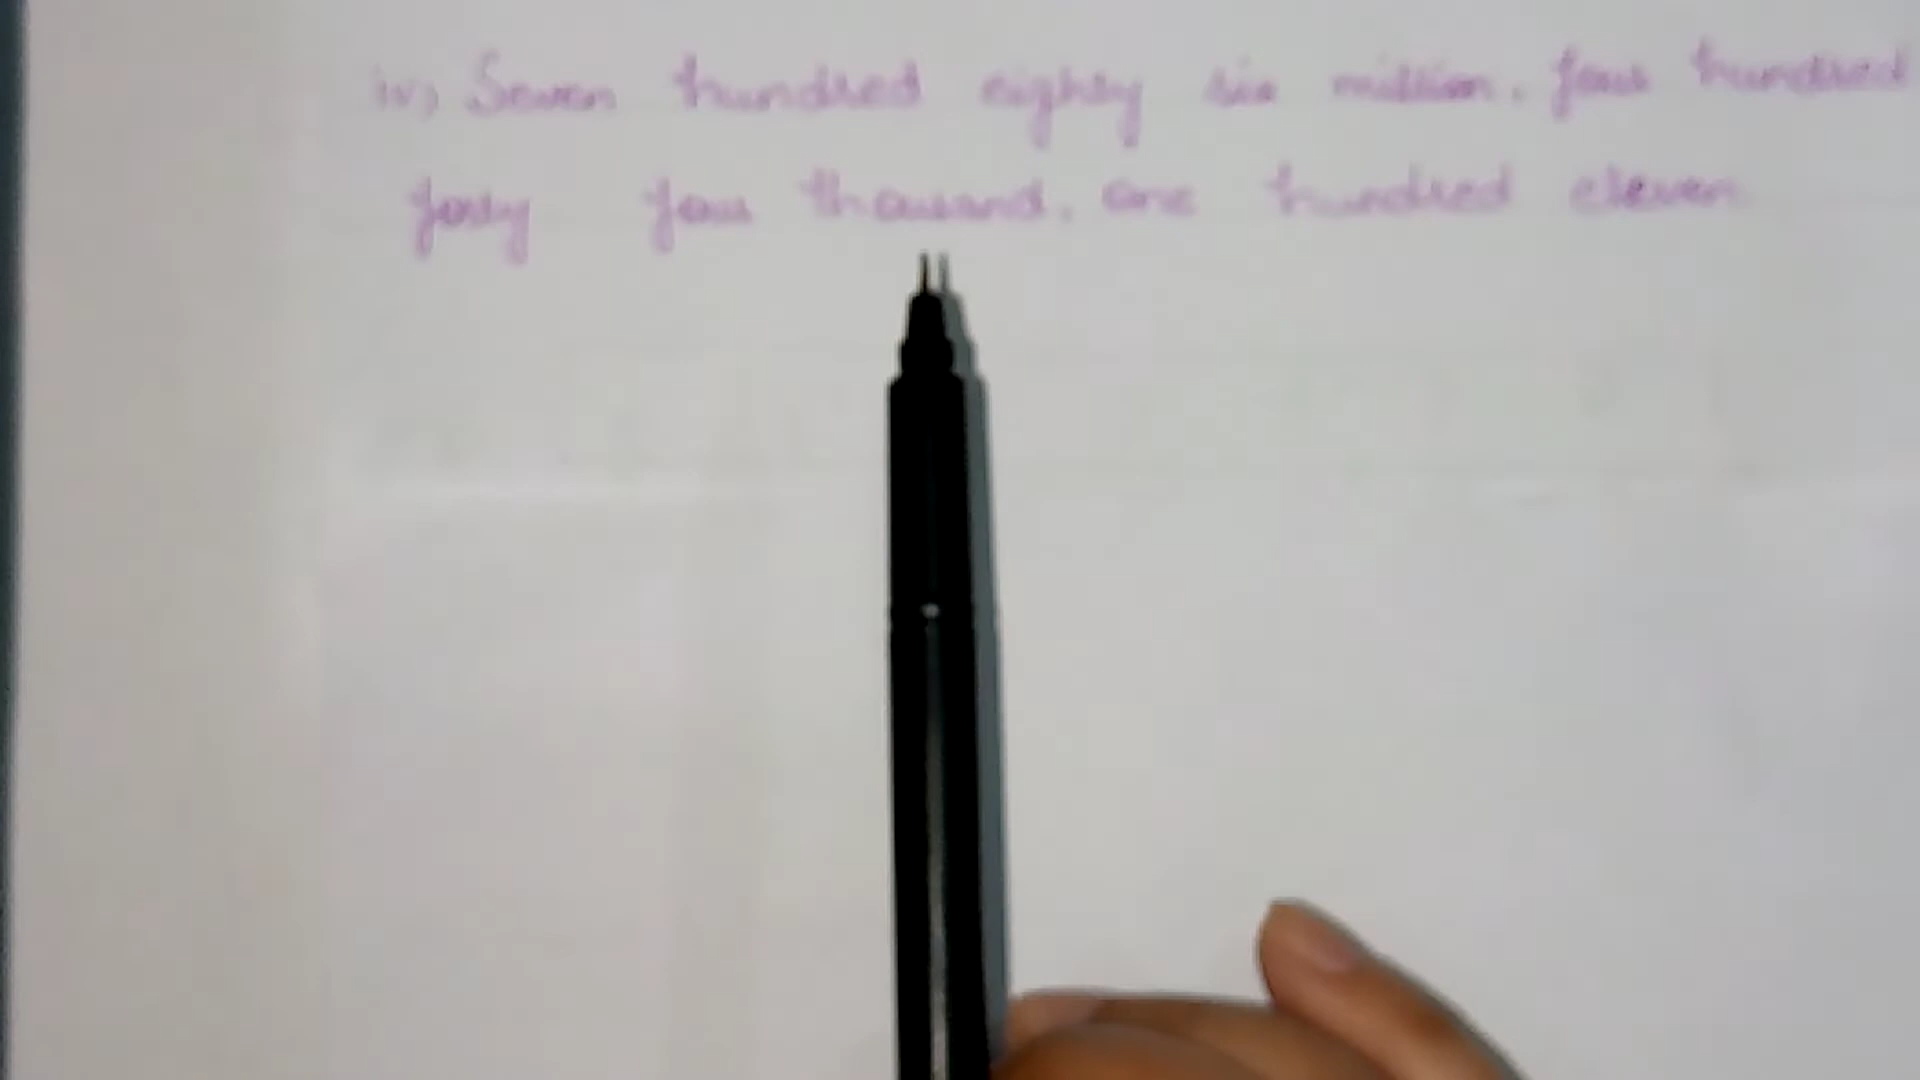 iv) Seven hundred eighty six million, four hundred
forty four thousand, one hundred eleven